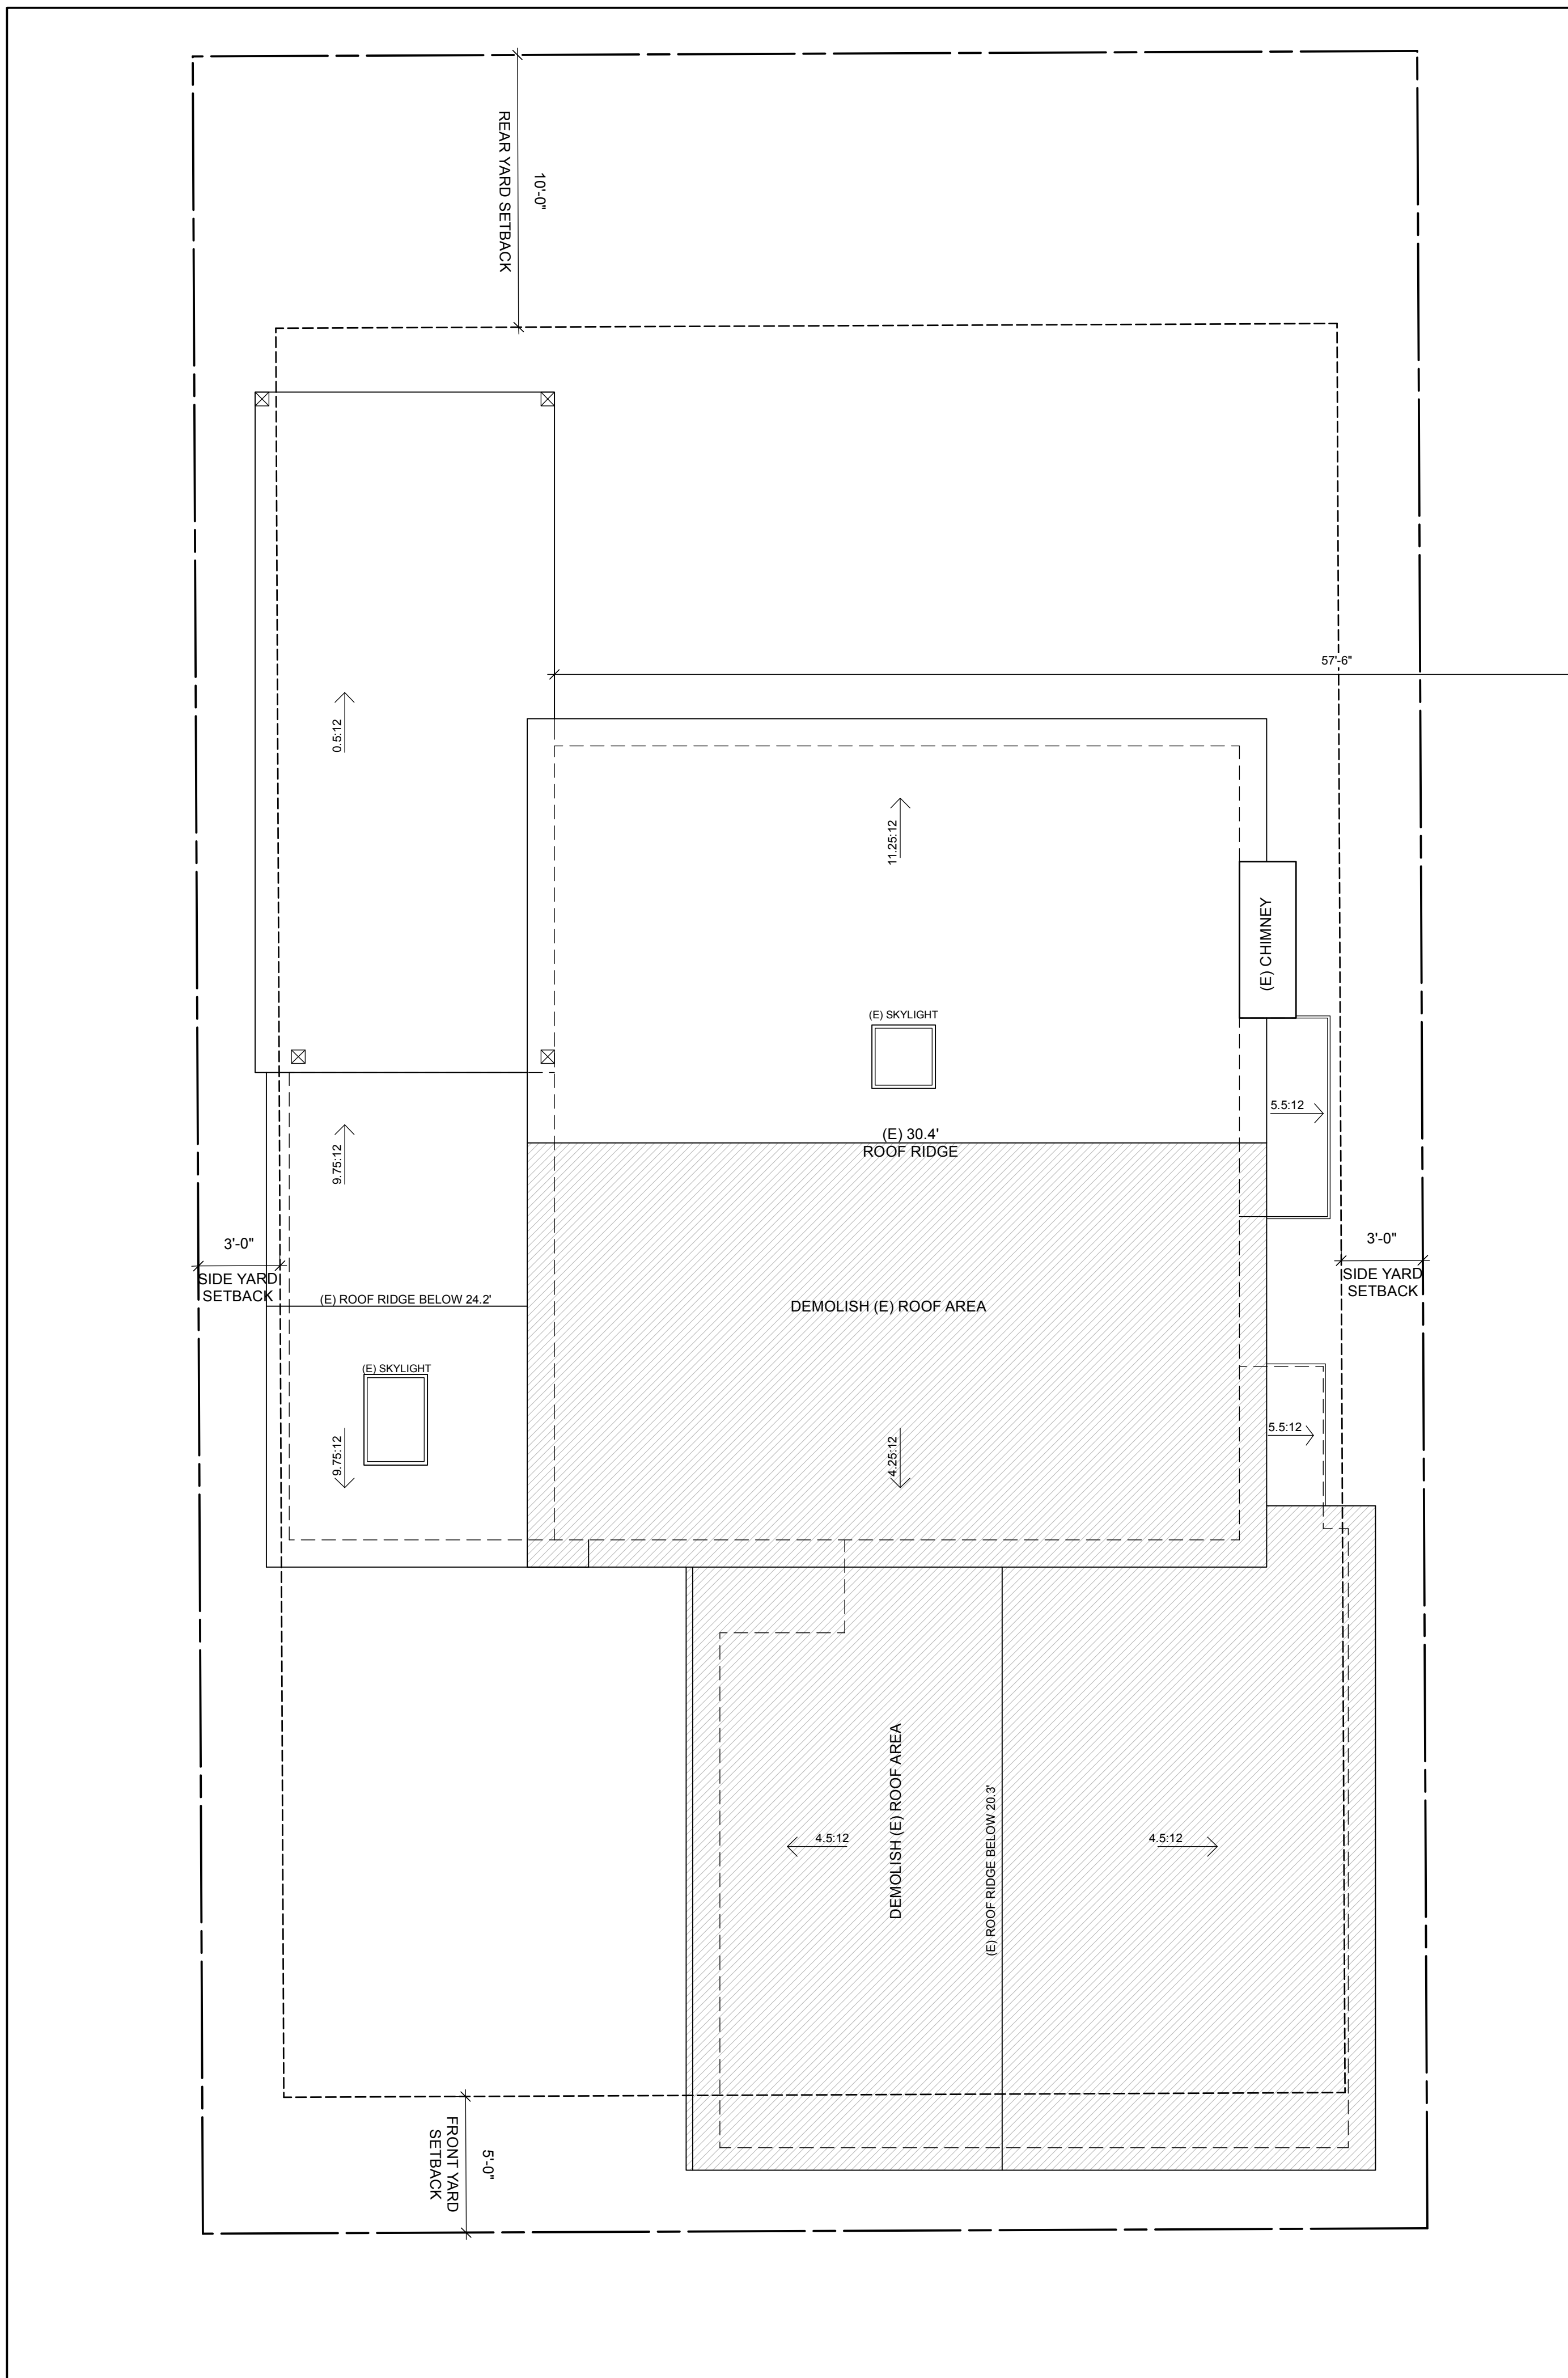 REAR YARD SETBACK
10'-0"
57'-6"
0.5:12
11.25:12
(E) CHIMNEY
(E) SKYLIGHT
5.5:12
(E) 30.4'
ROOF RIDGE
9.75:12
3'-0"
SIDE YARD
SETBACK
3'-0"
SIDE YARD
SETBACK
(E) ROOF RIDGE BELOW 24.2'
DEMOLISH (E) ROOF AREA
(E) SKYLIGHT
9.75:12
4.25:12
5.5:12
DEMOLISH (E) ROOF AREA
(E) ROOF RIDGE BELOW 20.3'
4.5:12
4.5:12
5'-0"
FRONT YARD
SETBACK